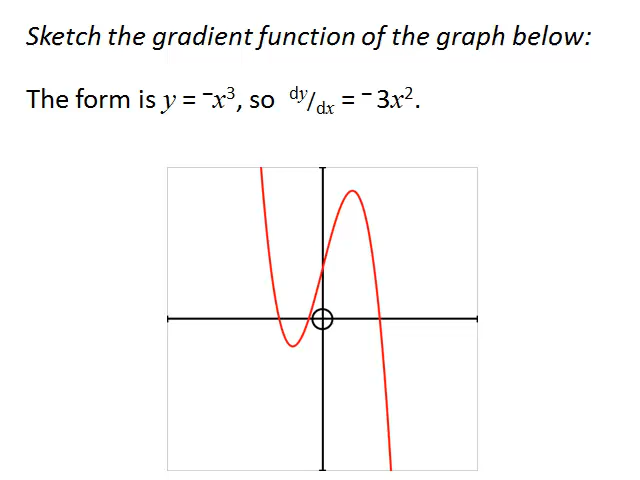 Sketch the gradient function of the graph below:
The form is y = ⁻x³, so dy/dx = ⁻3x².